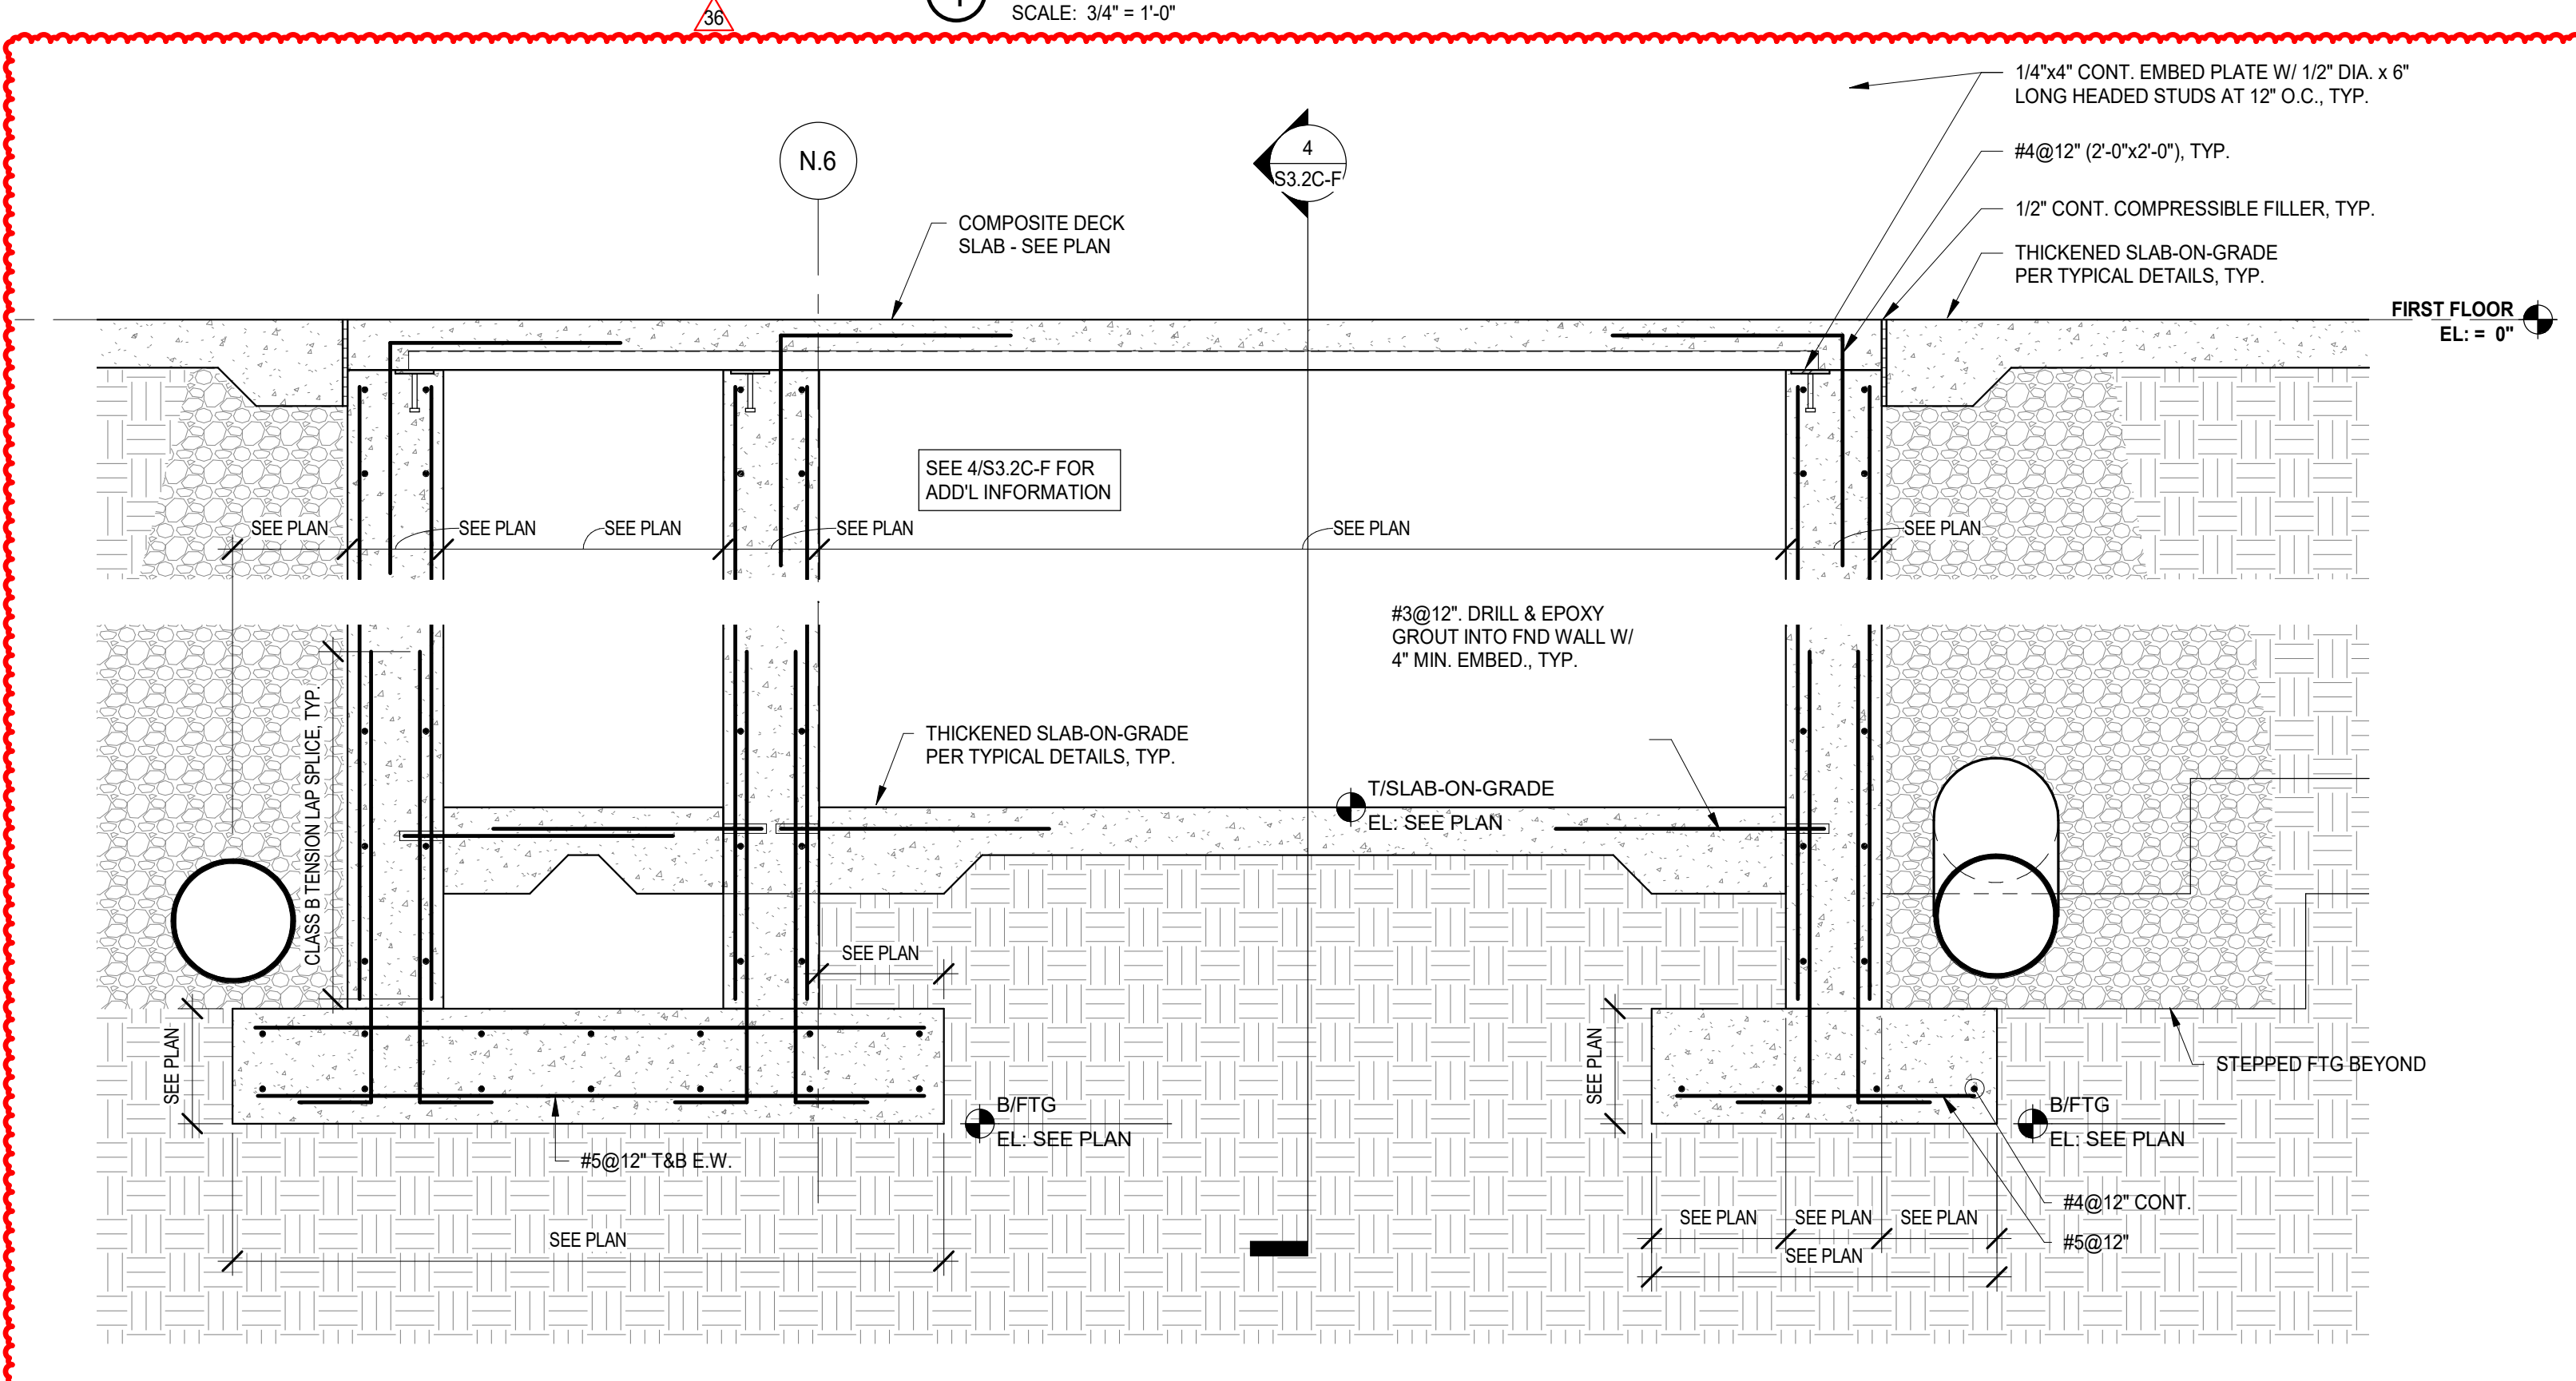 36
SCALE: 3/4" = 1'-0"
1/4"x4" CONT. EMBED PLATE W/ 1/2" DIA. x 6"
LONG HEADED STUDS AT 12" O.C., TYP.
N.6
4
S3.2C-F
#4@12" (2'-0"x2'-0"), TYP.
COMPOSITE DECK
SLAB - SEE PLAN
1/2" CONT. COMPRESSIBLE FILLER, TYP.
THICKENED SLAB-ON-GRADE
PER TYPICAL DETAILS, TYP.
FIRST FLOOR
EL: = 0"
SEE 4/S3.2C-F FOR
ADD'L INFORMATION
SEE PLAN
SEE PLAN
SEE PLAN
SEE PLAN
SEE PLAN
SEE PLAN
#3@12". DRILL & EPOXY
GROUT INTO FND WALL W/
4" MIN. EMBED., TYP.
CLASS B TENSION LAP SPLICE, TYP.
THICKENED SLAB-ON-GRADE
PER TYPICAL DETAILS, TYP.
T/SLAB-ON-GRADE
EL: SEE PLAN
SEE PLAN
SEE PLAN
SEE PLAN
STEPPED FTG BEYOND
B/FTG
EL: SEE PLAN
B/FTG
EL: SEE PLAN
#5@12" T&B E.W.
#4@12" CONT.
SEE PLAN
SEE PLAN
SEE PLAN
SEE PLAN
#5@12"
SEE PLAN